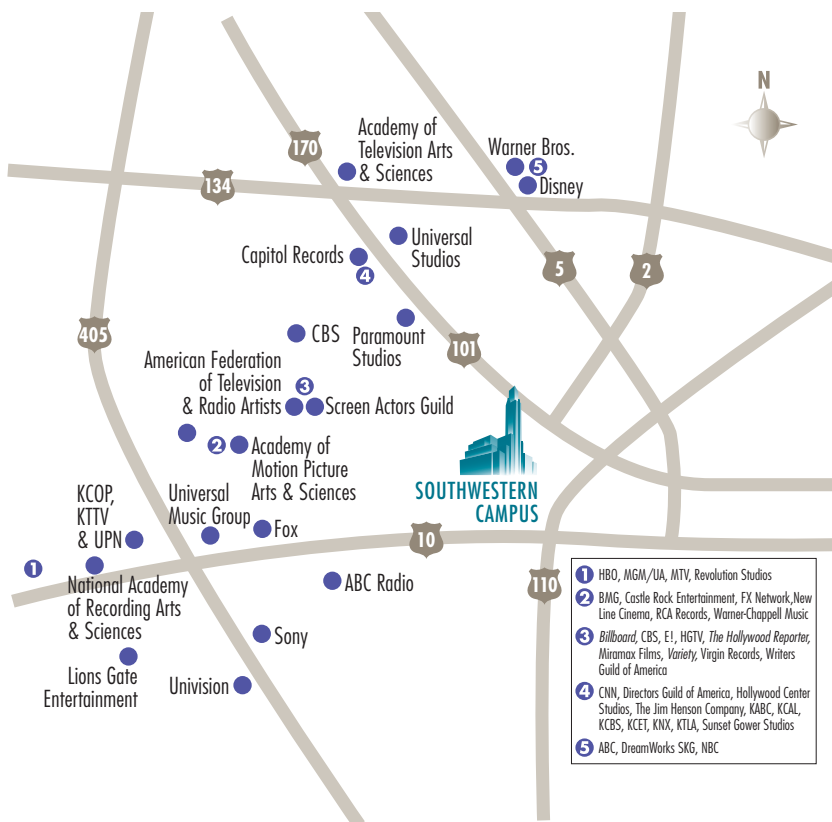 N
Academy of
Television Arts
& Sciences
Warner Bros.
5
Disney
170
134
Capitol Records
4
Universal
Studios
5
2
405
CBS
Paramount
Studios
101
American Federation
of Television
& Radio Artists
3
Screen Actors Guild
2
Academy of
Motion Picture
Arts & Sciences
SOUTHWESTERN
CAMPUS
KCOP,
KTTV
& UPN
Universal
Music Group
Fox
10
1
National Academy
of Recording Arts
& Sciences
ABC Radio
110
Sony
Lions Gate
Entertainment
Univision
1 HBO, MGM/UA, MTV, Revolution Studios
2 BMG, Castle Rock Entertainment, FX Network,New
Line Cinema, RCA Records, Warner-Chappell Music
3 Billboard, CBS, E!, HGTV, The Hollywood Reporter,
Miramax Films, Variety, Virgin Records, Writers
Guild of America
4 CNN, Directors Guild of America, Hollywood Center
Studios, The Jim Henson Company, KABC, KCAL,
KCBS, KCET, KNX, KTLA, Sunset Gower Studios
5 ABC, DreamWorks SKG, NBC